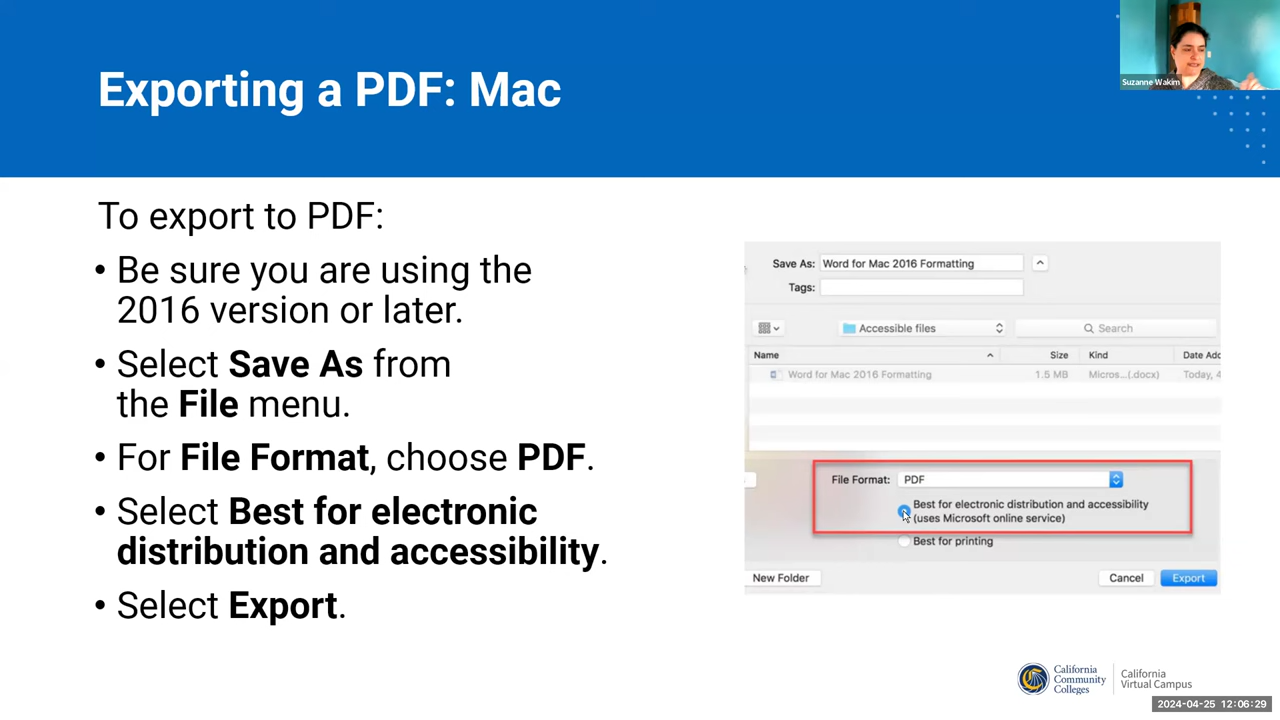 Exporting a PDF: Mac
Suzanne Wakim
To export to PDF:
• Be sure you are using the
2016 version or later.
• Select Save As from
the File menu.
• For File Format, choose PDF.
• Select Best for electronic
distribution and accessibility.
• Select Export.
Save As: Word for Mac 2016 Formatting
Tags:
Accessible files
Search
Name Size Kind Date Adc
Word for Mac 2016 Formatting 1.5 MB Micros...(.docx) Today, 4
File Format: PDF
Best for electronic distribution and accessibility
(uses Microsoft online service)
Best for printing
New Folder Cancel Export
California
Community
Colleges
California
Virtual Campus
2024-04-25 12:06:29